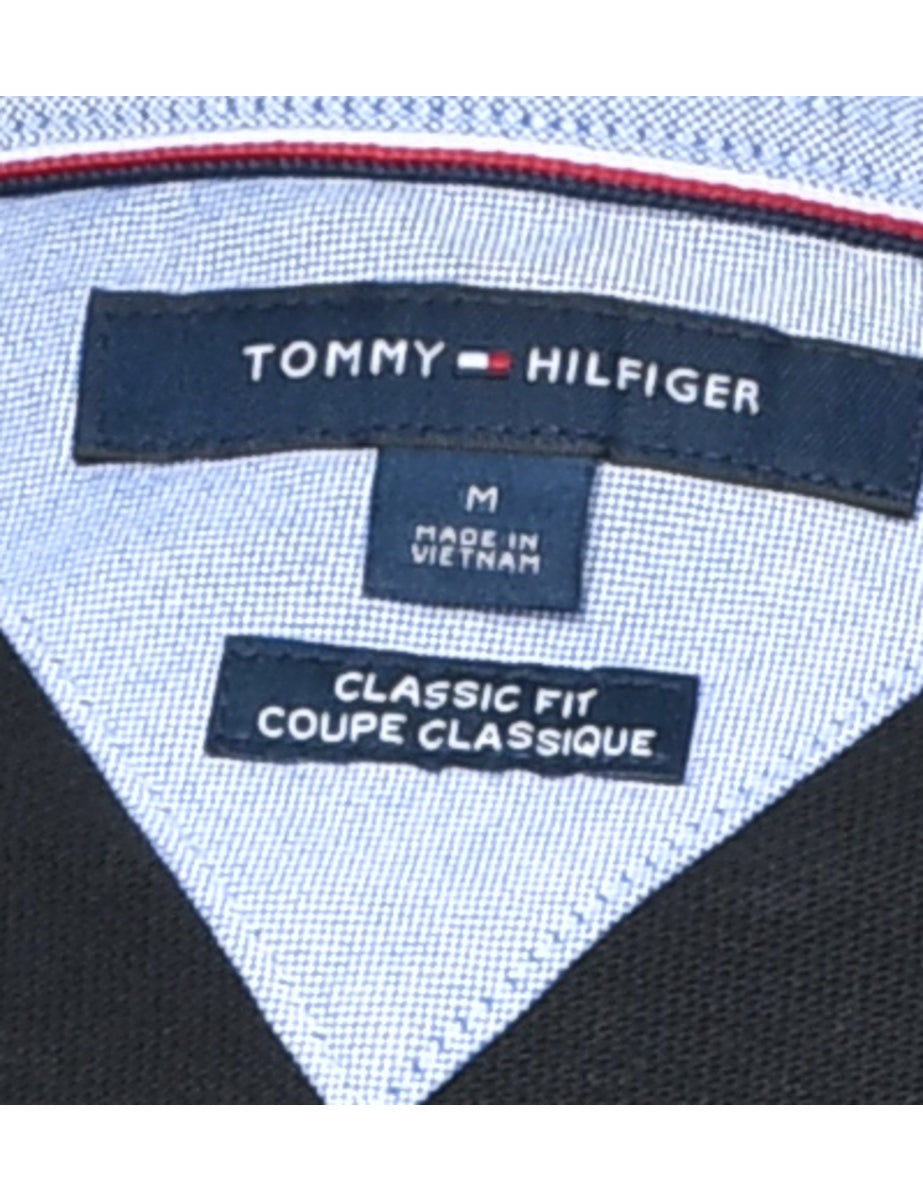 TOMMY HILFIGER
M
MADE IN
VIETNAM
CLASSIC FIT
COUPE CLASSIQUE